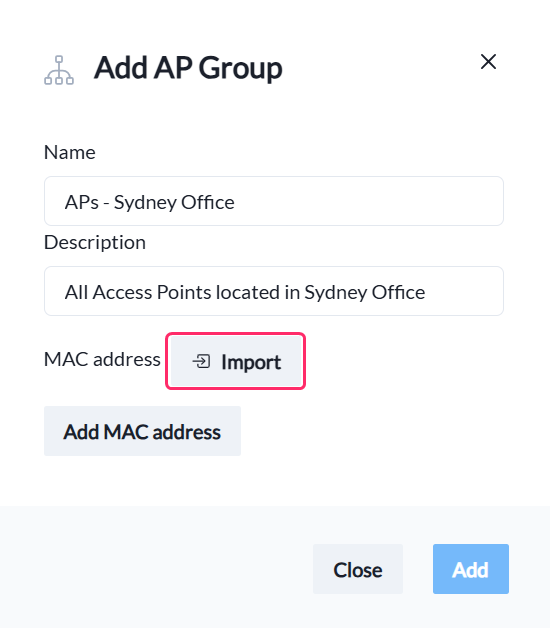 Add AP Group
Name
APs - Sydney Office
Description
All Access Points located in Sydney Office
MAC address Import
Add MAC address
Close Add